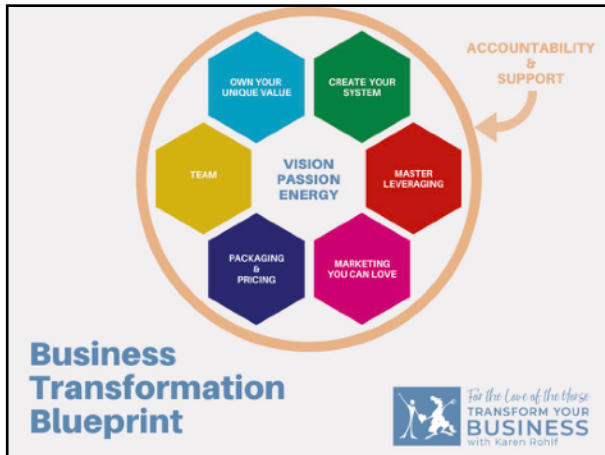 ACCOUNTABILITY
&
SUPPORT
OWN YOUR
UNIQUE VALUE
CREATE YOUR
SYSTEM
TEAM
VISION
PASSION
ENERGY
MASTER
LEVERAGING
PACKAGING
&
PRICING
MARKETING
YOU CAN LOVE
Business
Transformation
Blueprint
For the Love of the Horse
TRANSFORM YOUR
BUSINESS
with Karen Rohlf